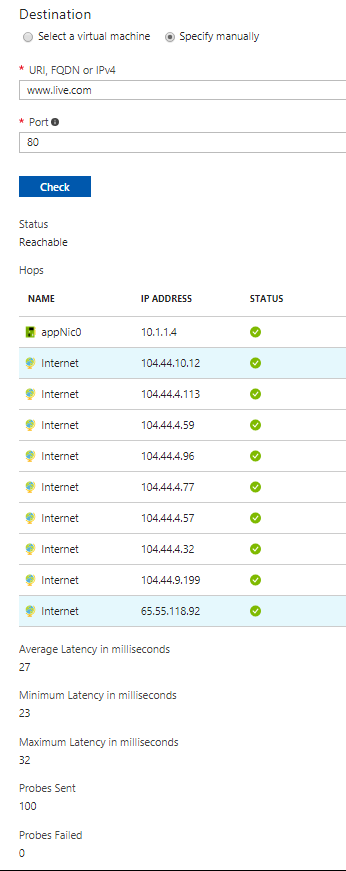 Destination
Select a virtual machine Specify manually
* URI, FQDN or IPv4
www.live.com
* Port
80
Check
Status
Reachable
Hops
NAME IP ADDRESS STATUS
appNic0 10.1.1.4
Internet 104.44.10.12
Internet 104.44.4.113
Internet 104.44.4.59
Internet 104.44.4.96
Internet 104.44.4.77
Internet 104.44.4.57
Internet 104.44.4.32
Internet 104.44.9.199
Internet 65.55.118.92
Average Latency in milliseconds
27
Minimum Latency in milliseconds
23
Maximum Latency in milliseconds
32
Probes Sent
100
Probes Failed
0